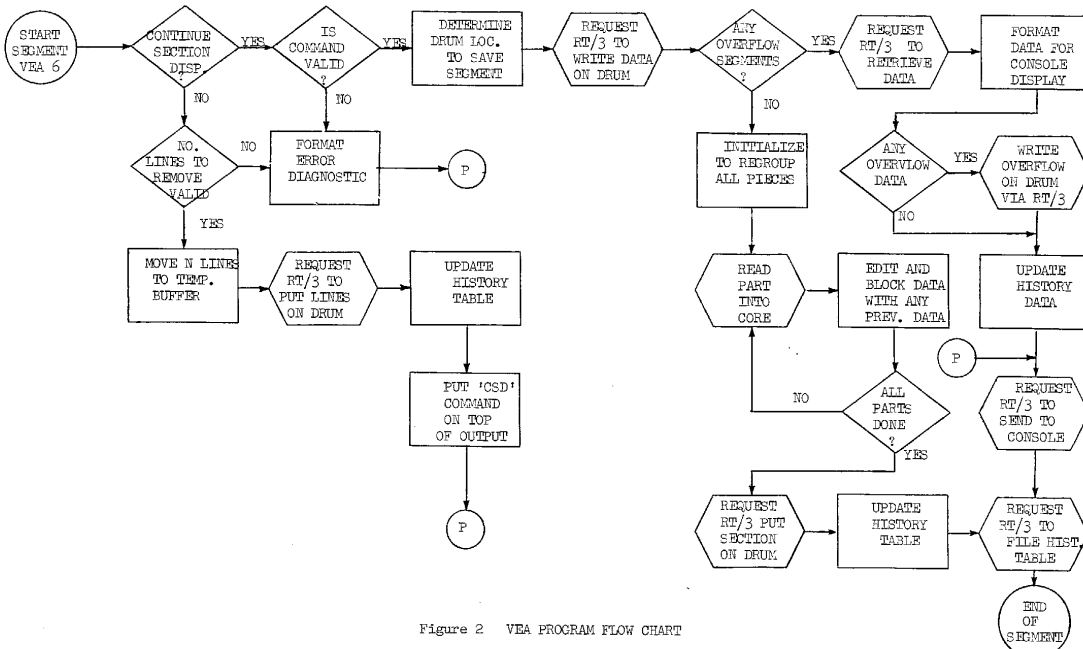 START
SEGMENT
VEA 6
CONTINUE
SECTION
DISP.
?
YES
NO
IS
COMMAND
VALID
?
YES
NO
DETERMINE
DRUM LOC.
TO SAVE
SEGMENT
REQUEST
RT/3 TO
WRITE DATA
ON DRUM
ANY
OVERFLOW
SEGMENTS
?
YES
NO
REQUEST
RT/3 TO
RETRIEVE
DATA
FORMAT
DATA FOR
CONSOLE
DISPLAY
NO.
LINES TO
REMOVE
VALID
NO
YES
FORMAT
ERROR
DIAGNOSTIC
P
INITIALIZE
TO REGROUP
ALL PIECES
ANY
OVERVLOW
DATA
YES
NO
WRITE
OVERFLOW
ON DRUM
VIA RT/3
MOVE N LINES
TO TEMP.
BUFFER
REQUEST
RT/3 TO
PUT LINES
ON DRUM
UPDATE
HISTORY
TABLE
READ
PART
INTO
CORE
EDIT AND
BLOCK DATA
WITH ANY
PREV. DATA
UPDATE
HISTORY
DATA
P
PUT 'CSD'
COMMAND
ON TOP
OF OUTPUT
NO
ALL
PARTS
DONE
?
YES
REQUEST
RT/3 TO
SEND TO
CONSOLE
P
REQUEST
RT/3 PUT
SECTION
ON DRUM
UPDATE
HISTORY
TABLE
REQUEST
RT/3 TO
FILE HIST.
TABLE
END
OF
SEGMENT
Figure 2 VEA PROGRAM FLOW CHART